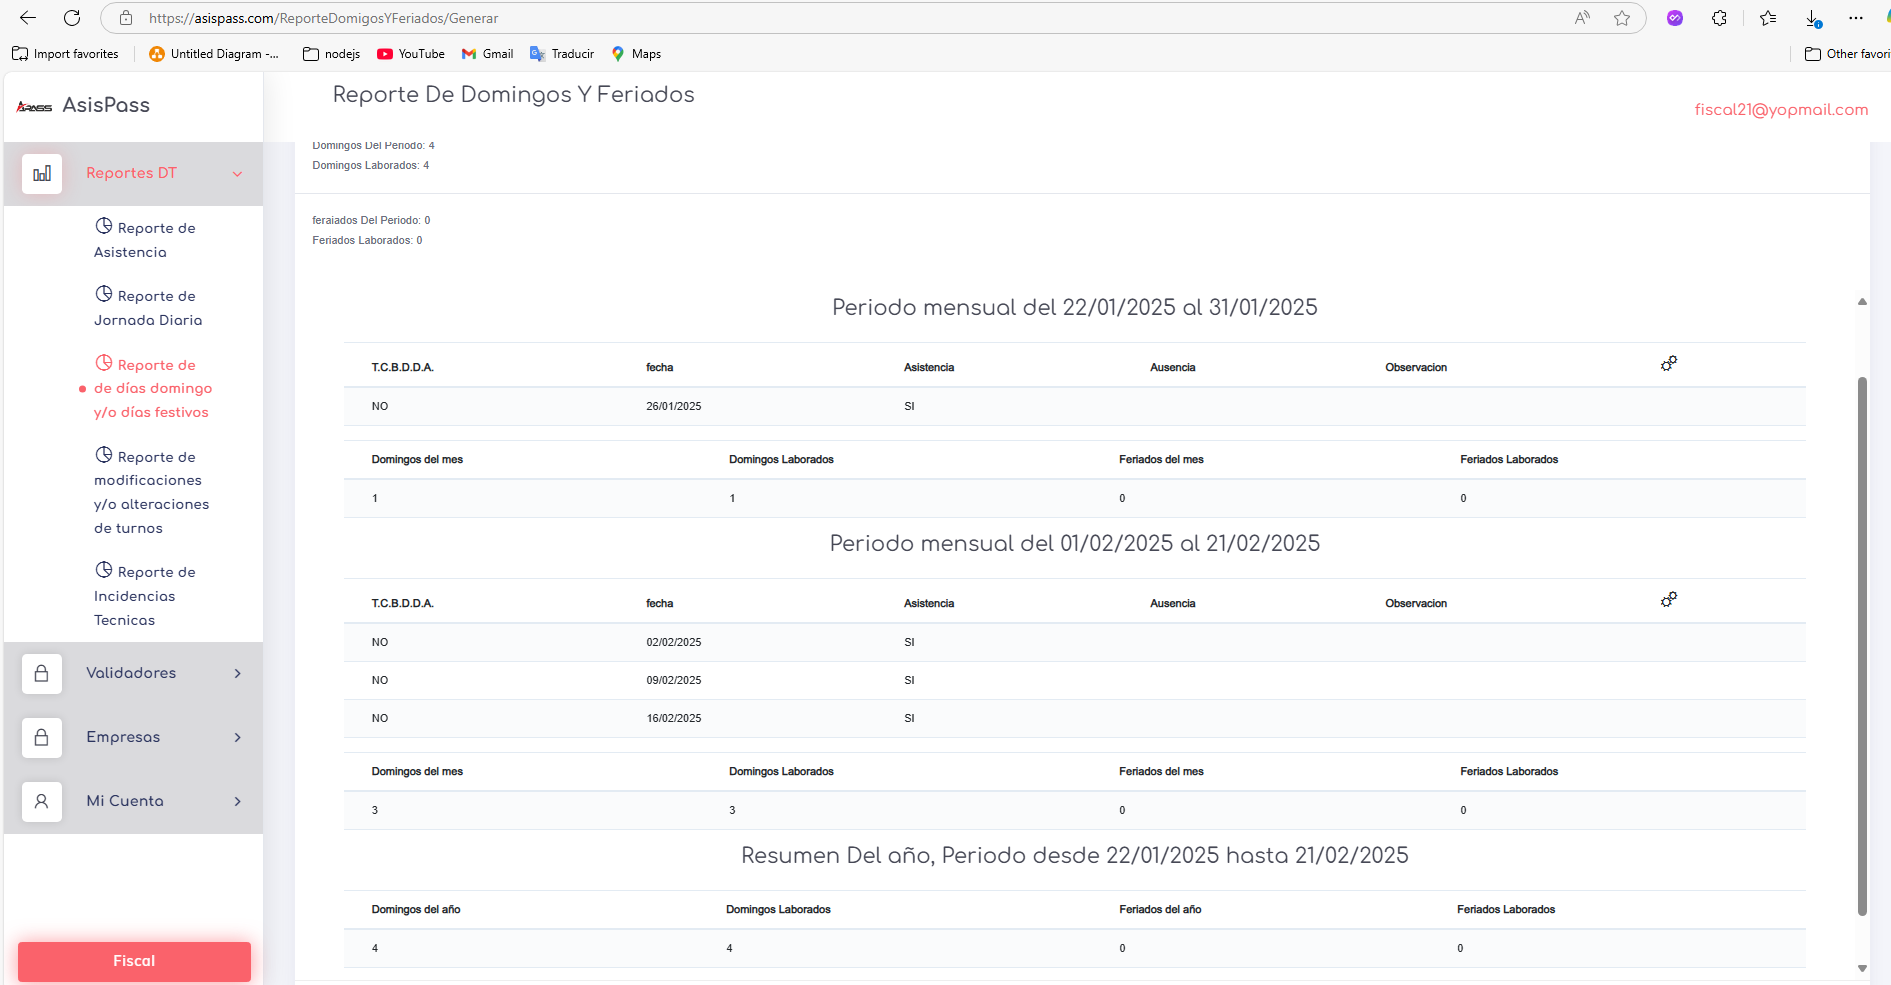 https://asispass.com/ReporteDomigosYFeriados/Generar
Import favorites
Untitled Diagram -...
nodejs
YouTube
Gmail
Traducir
Maps
Other favori
APASS AsisPass
Reporte De Domingos Y Feriados
fiscal21@yopmail.com
Reportes DT
Reporte de
Asistencia
Reporte de
Jornada Diaria
Reporte de
de días domingo
y/o días festivos
Reporte de
modificaciones
y/o alteraciones
de turnos
Reporte de
Incidencias
Tecnicas
Validadores
Empresas
Mi Cuenta
Fiscal
Domingos Del Periodo: 4
Domingos Laborados: 4
feraiados Del Periodo: 0
Feriados Laborados: 0
Periodo mensual del 22/01/2025 al 31/01/2025
T.C.B.D.D.A. fecha Asistencia Ausencia Observacion
NO 26/01/2025 SI
Domingos del mes Domingos Laborados Feriados del mes Feriados Laborados
1 1 0 0
Periodo mensual del 01/02/2025 al 21/02/2025
T.C.B.D.D.A. fecha Asistencia Ausencia Observacion
NO 02/02/2025 SI
NO 09/02/2025 SI
NO 16/02/2025 SI
Domingos del mes Domingos Laborados Feriados del mes Feriados Laborados
3 3 0 0
Resumen Del año, Periodo desde 22/01/2025 hasta 21/02/2025
Domingos del año Domingos Laborados Feriados del año Feriados Laborados
4 4 0 0